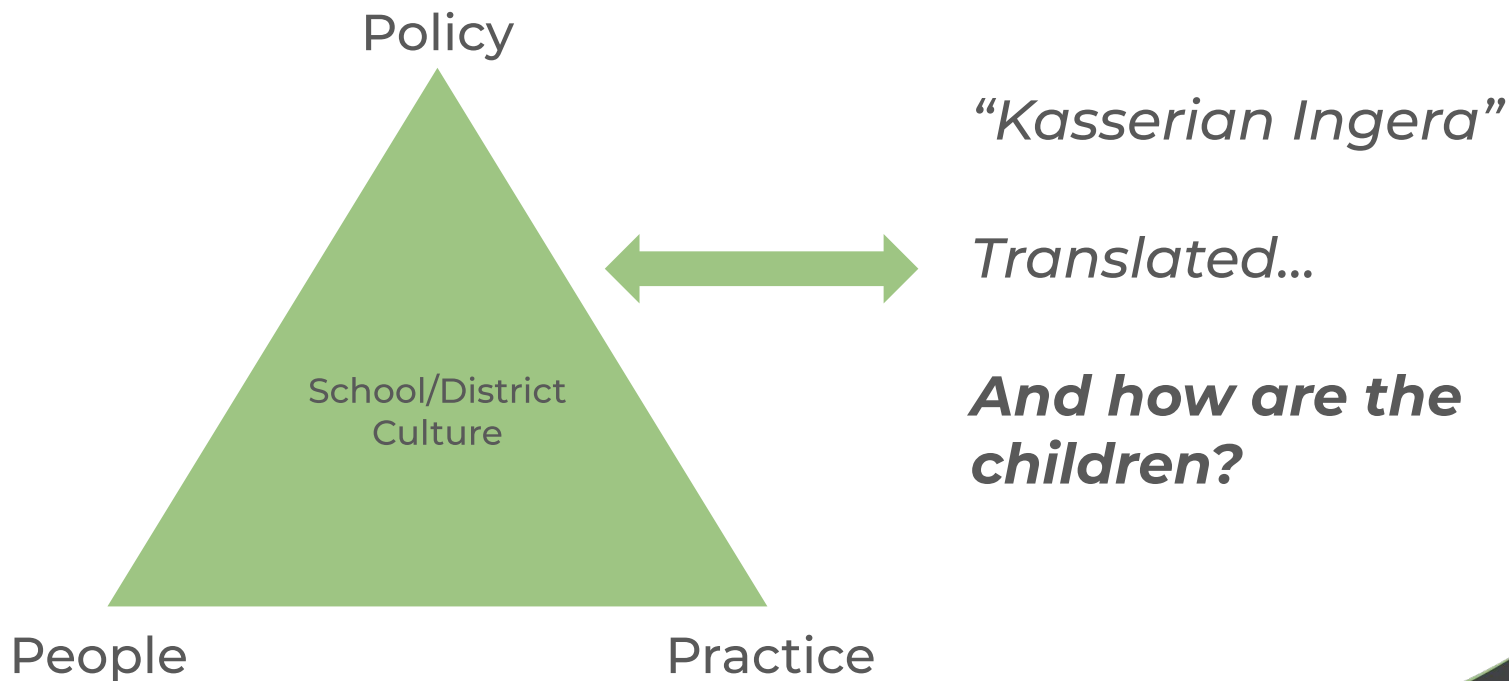 Policy
“Kasserian Ingera”
Translated…
School/District
Culture
And how are the
children?
People
Practice